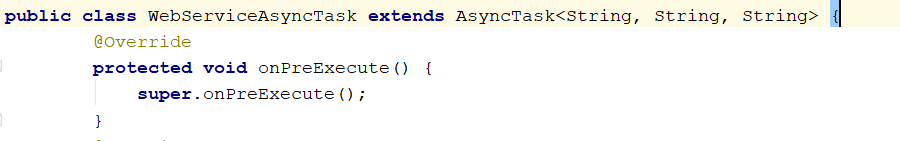 public class WebServiceAsyncTask extends AsyncTask<String, String, String> {
@Override
protected void onPreExecute() {
super.onPreExecute();
}